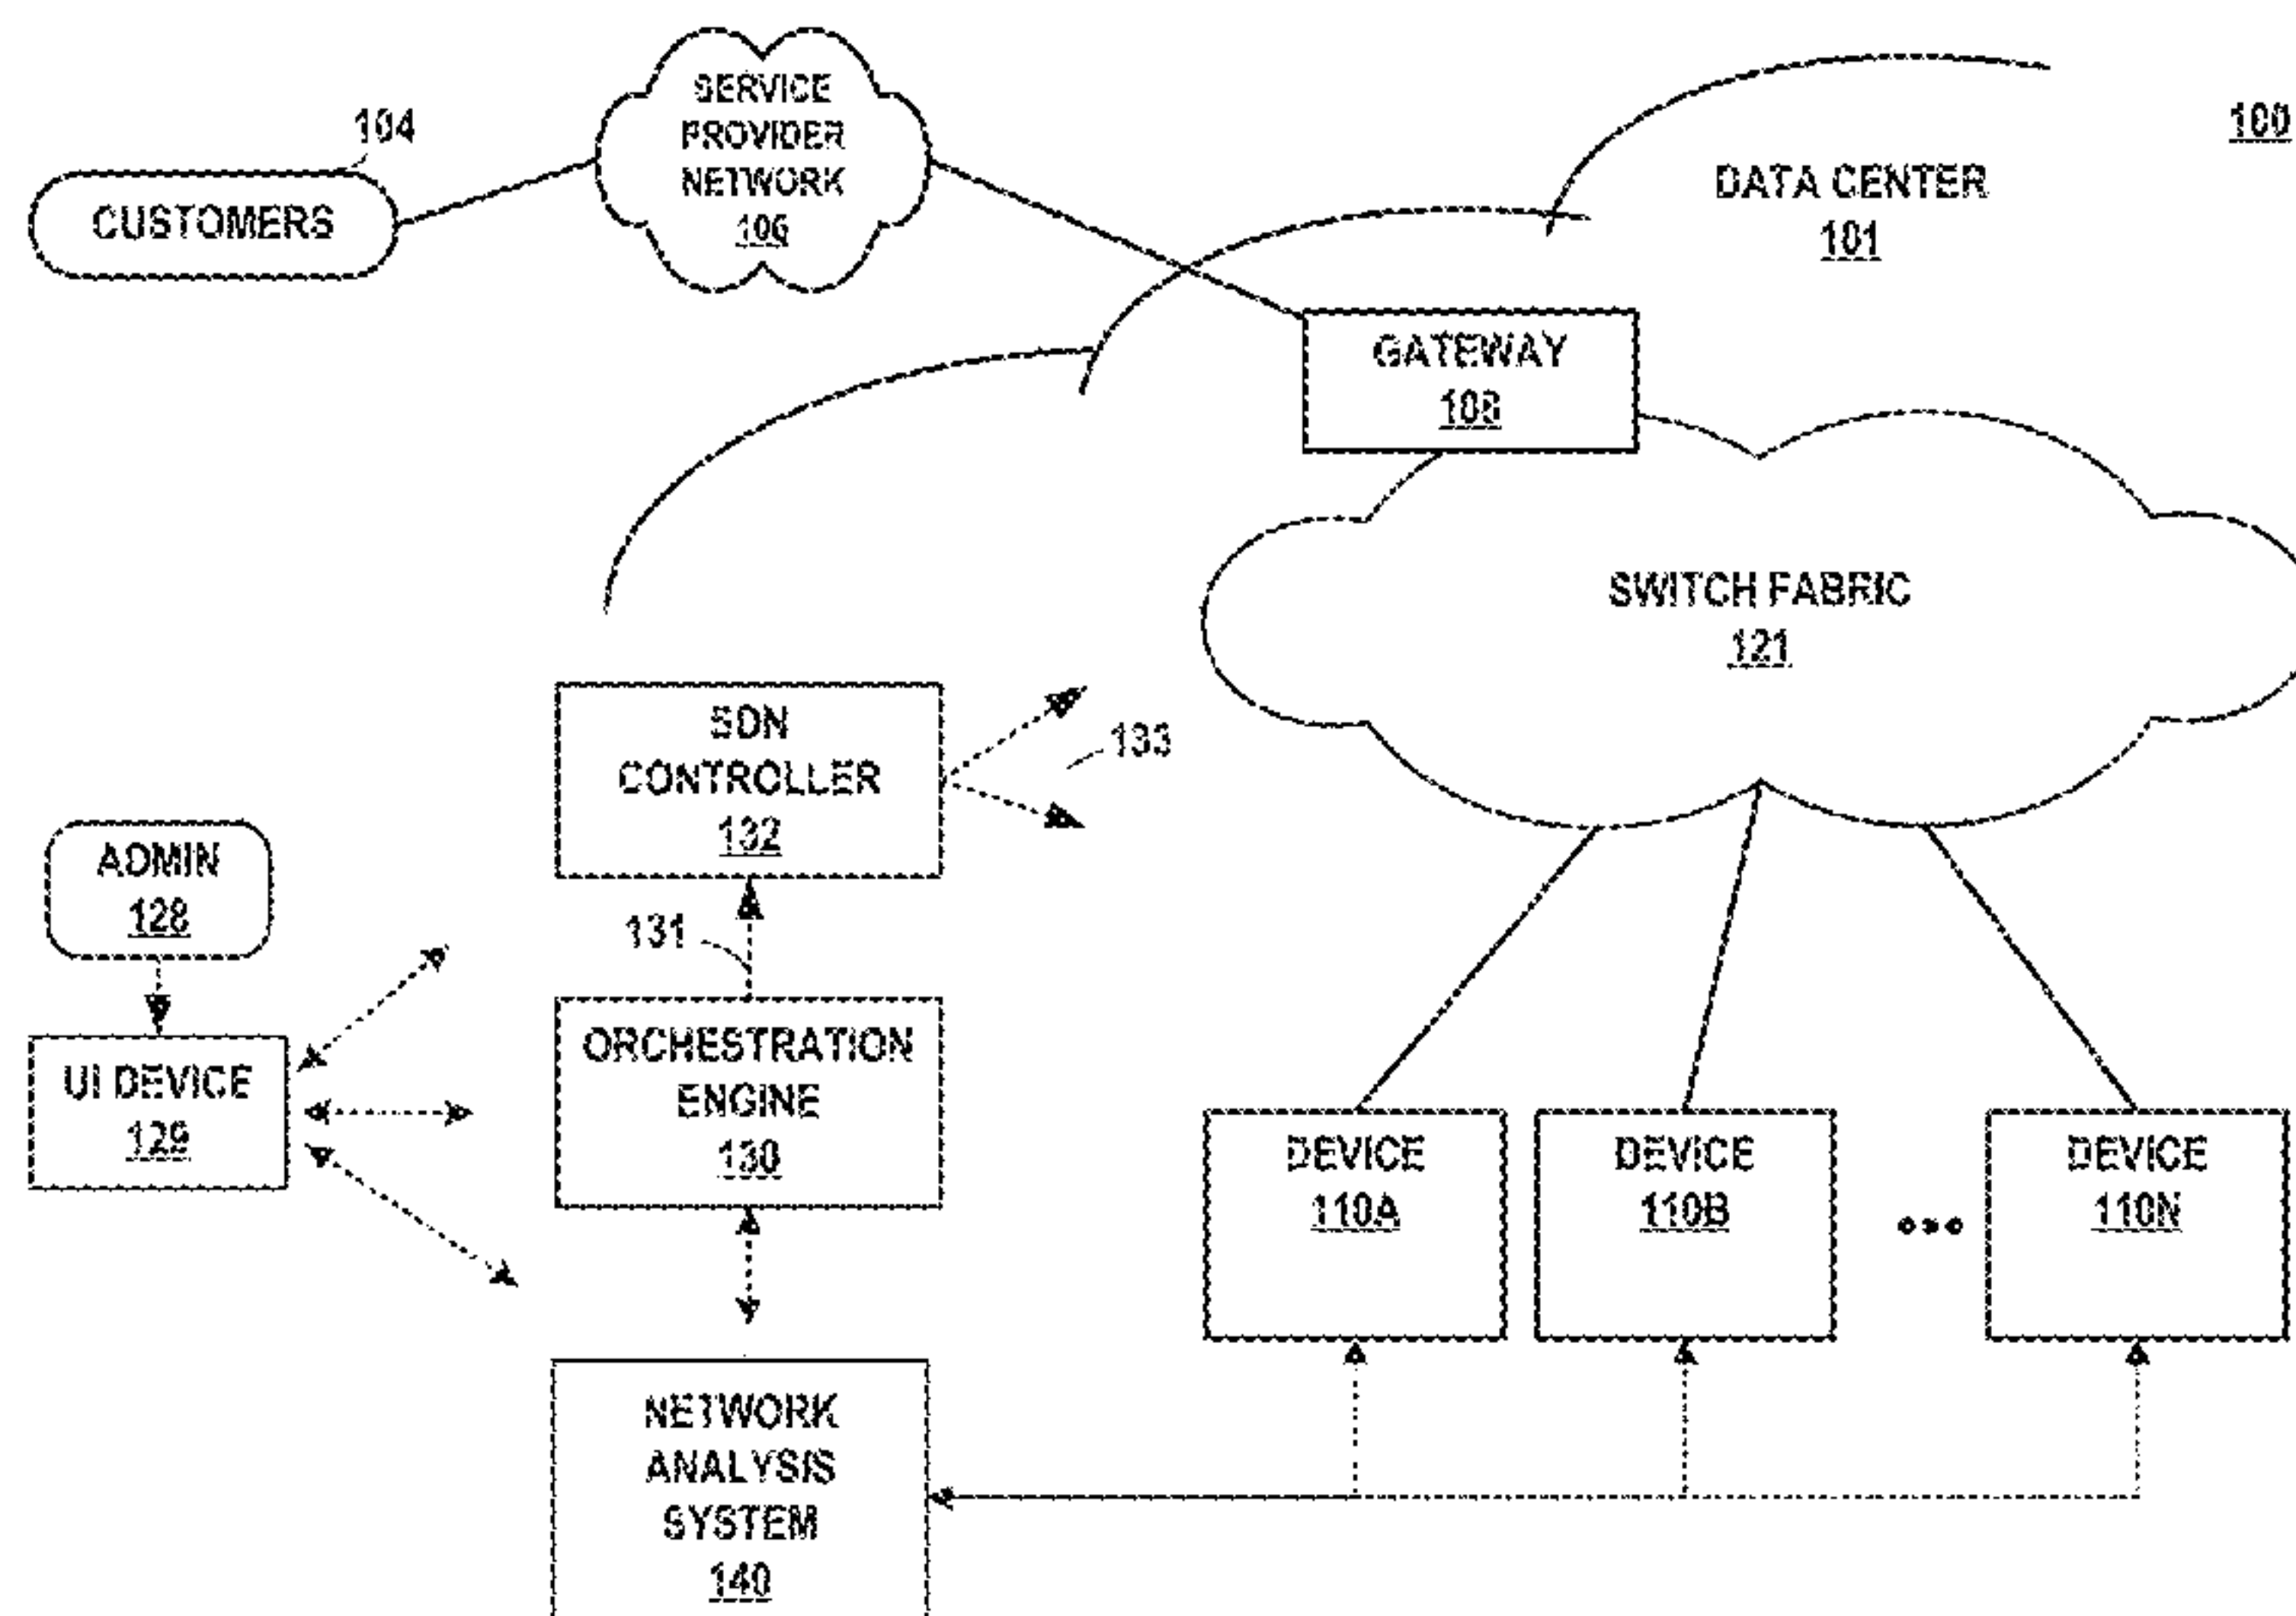 100
SERVICE
PROVIDER
NETWORK
106
104
CUSTOMERS
DATA CENTER
101
GATEWAY
108
SWITCH FABRIC
121
SDN
CONTROLLER
132
133
ADMIN
128
131
UI DEVICE
129
ORCHESTRATION
ENGINE
130
DEVICE
110A
DEVICE
110B
DEVICE
110N
NETWORK
ANALYSIS
SYSTEM
140